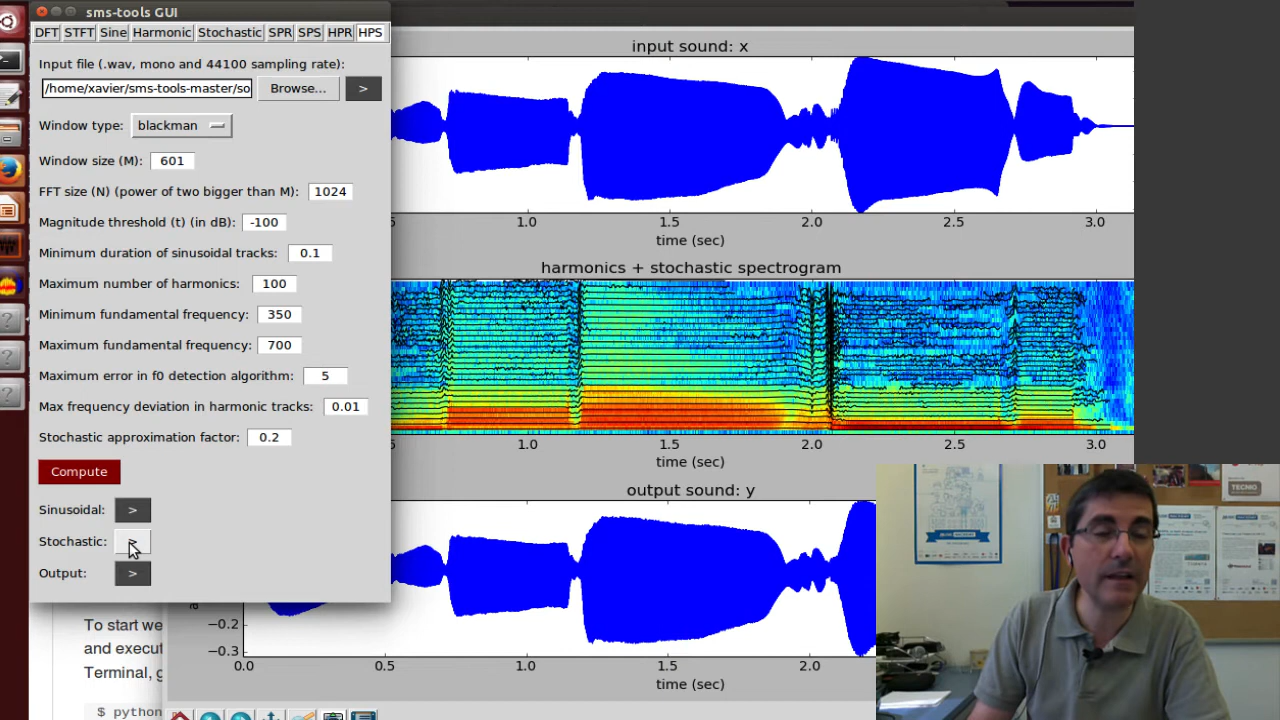 sms-tools GUI
DFT STFT Sine Harmonic Stochastic SPR SPS HPR HPS
Input file (.wav, mono and 44100 sampling rate):
/home/xavier/sms-tools-master/so Browse... >
Window type: blackman
Window size (M): 601
FFT size (N) (power of two bigger than M): 1024
Magnitude threshold (t) (in dB): -100
Minimum duration of sinusoidal tracks: 0.1
Maximum number of harmonics: 100
Minimum fundamental frequency: 350
Maximum fundamental frequency: 700
Maximum error in f0 detection algorithm: 5
Max frequency deviation in harmonic tracks: 0.01
Stochastic approximation factor: 0.2
Compute
Sinusoidal: >
Stochastic:
Output: >
input sound: x
1.0 1.5 2.0 2.5 3.0
time (sec)
harmonics + stochastic spectrogram
1.0 1.5 2.0 2.5 3.0
time (sec)
output sound: y
−0.2
−0.3
0.0 0.5 1.0 1.5 2.0
time (sec)
To start we
and execut
Terminal, g
$ python